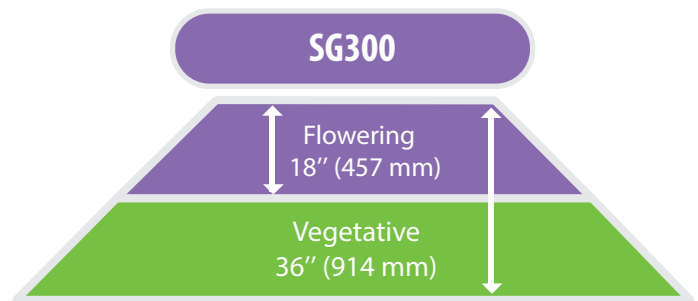 SG300
Flowering
18’’ (457 mm)
Vegetative
36’’ (914 mm)